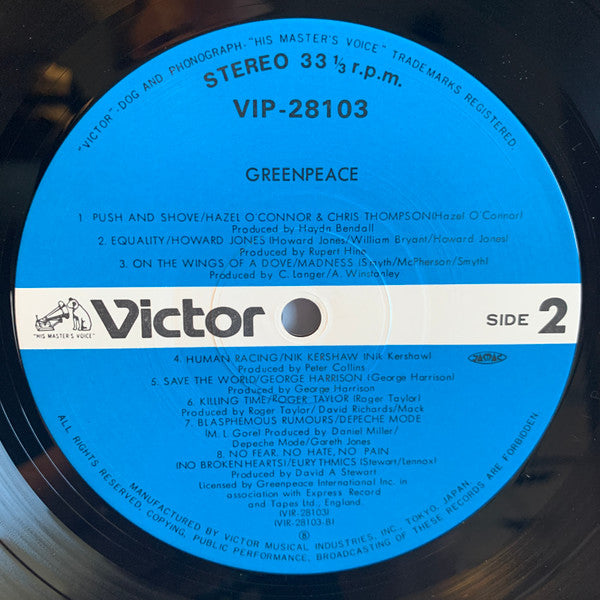 "VICTOR"-DOG AND PHONOGRAPH-"HIS MASTER'S VOICE" TRADEMARKS REGISTERED.
STEREO 33 1/3 r.p.m.
VIP-28103
GREENPEACE
1. PUSH AND SHOVE/HAZEL O'CONNOR & CHRIS THOMPSON(Hazel O'Connor)
Produced by Haydn Bendall
2. EQUALITY/HOWARD JONES (Howard Jones/William Bryant/Howard Jones)
Produced by Rupert Hine
3. ON THE WINGS OF A DOVE/MADNESS (Smyth/McPherson/Smyth)
Produced by C. Langer/A. Winstanley
"HIS MASTER'S VOICE"
Victor
SIDE 2
4. HUMAN RACING/NIK KERSHAW (Nik Kershaw)
Produced by Peter Collins
5. SAVE THE WORLD/GEORGE HARRISON (George Harrison)
Produced by George Harrison
6. KILLING TIME/ROGER TAYLOR (Roger Taylor)
Produced by Roger Taylor/David Richards/Mack
7. BLASPHEMOUS RUMOURS/DEPECHE MODE
(M. L. Gore) Produced by Daniel Miller/
Depeche Mode/Gareth Jones
8. NO FEAR, NO HATE, NO PAIN
(NO BROKEN HEARTS)/EURYTHMICS (Stewart/Lennox)
Produced by David A Stewart
Licensed by Greenpeace International Inc. in
association with Express Record
and Tapes Ltd., England.
(VIR-28103)
(VIR-28103-B)
MANUFACTURED BY VICTOR MUSICAL INDUSTRIES, INC., TOKYO, JAPAN.
ALL RIGHTS RESERVED, COPYING, PUBLIC PERFORMANCE, BROADCASTING OF THESE RECORDS ARE FORBIDDEN.